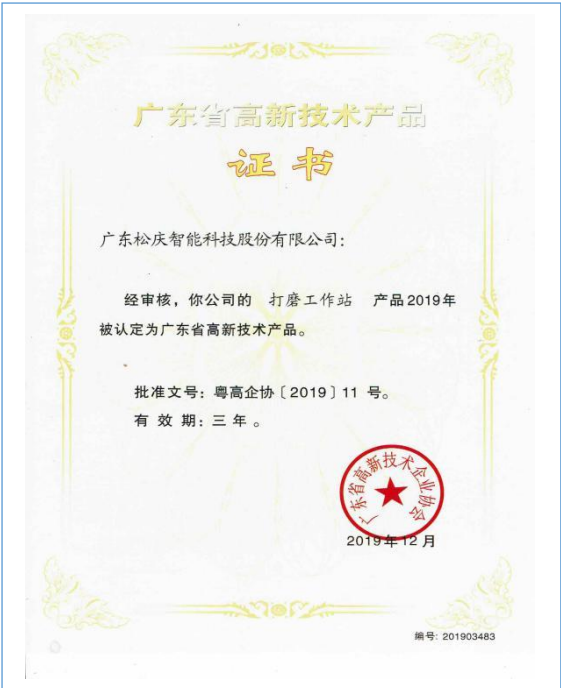 广东省高新技术产品
证书
广东松庆智能科技股份有限公司：
经审核，你公司的 打磨工作站 产品2019年
被认定为广东省高新技术产品。
批准文号：粤高企协〔2019〕11 号。
有 效 期：三 年 。
广东省高新技术企业协会
2019年12月
编号: 201903483